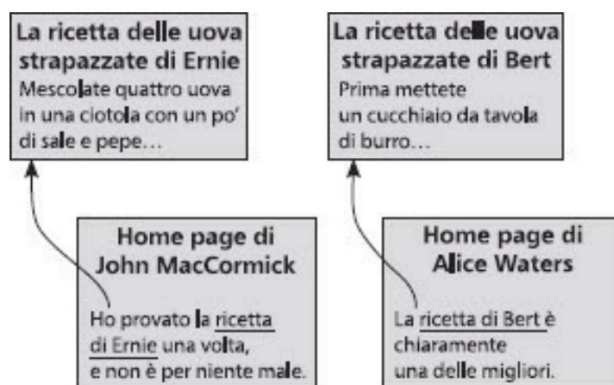 La ricetta delle uova
strapazzate di Ernie
Mescolate quattro uova
in una ciotola con un po'
di sale e pepe...
La ricetta delle uova
strapazzate di Bert
Prima mettete
un cucchiaio da tavola
di burro...
Home page di
John MacCormick
Ho provato la ricetta
di Ernie una volta,
e non è per niente male.
Home page di
Alice Waters
La ricetta di Bert è
chiaramente
una delle migliori.